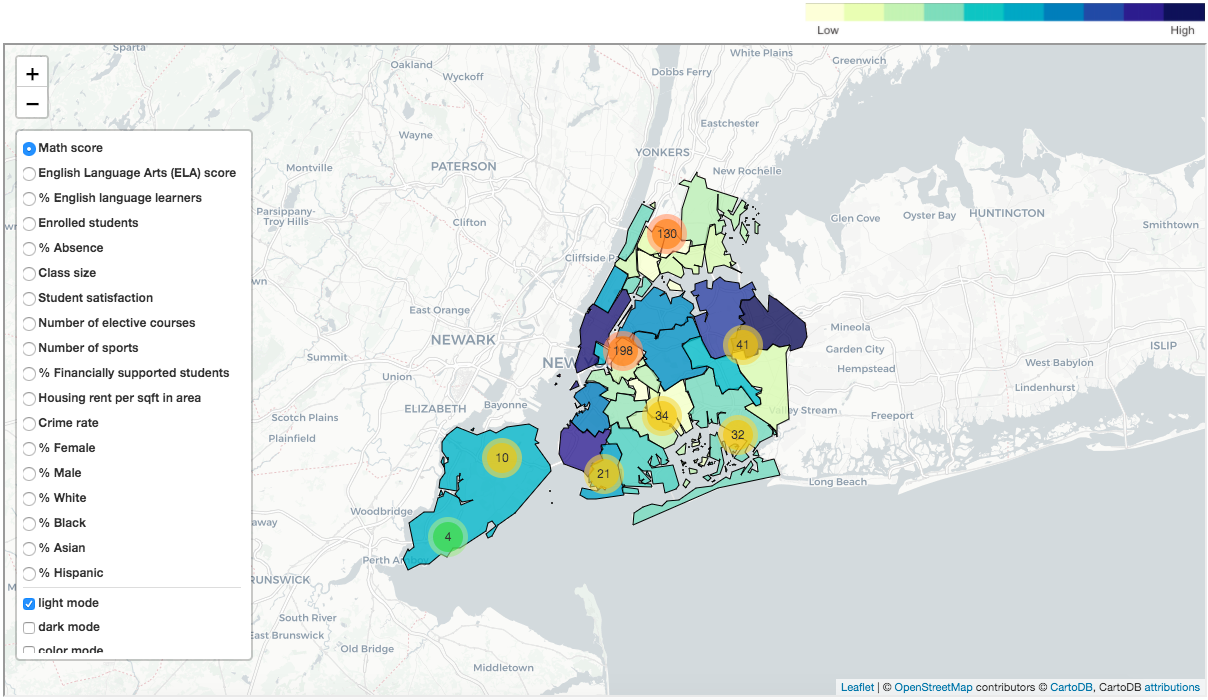 Low High
+
−
Math score
English Language Arts (ELA) score
% English language learners
Enrolled students
% Absence
Class size
Student satisfaction
Number of elective courses
Number of sports
% Financially supported students
Housing rent per sqft in area
Crime rate
% Female
% Male
% White
% Black
% Asian
% Hispanic
light mode
dark mode
color mode
Sparta
Oakland
Wyckoff
White Plains
Dobbs Ferry
Greenwich
Wayne
Eastchester
YONKERS
Montville
PATERSON
New Rochelle
Parsippany-
Troy Hills
Clifton
Glen Cove
Oyster Bay
HUNTINGTON
Smithtown
130
Cliffside
East Orange
NEWARK
198
41
Mineola
Garden City
ISLIP
Summit
Hempstead
West Babylon
Union
Lindenhurst
Scotch Plains
ELIZABETH
Bayonne
34
Valley Stream
Freeport
Plainfield
32
10
21
Long Beach
Woodbridge
4
Perth
South River
East Brunswick
Old Bridge
Middletown
Leaflet | © OpenStreetMap contributors © CartoDB, CartoDB attributions